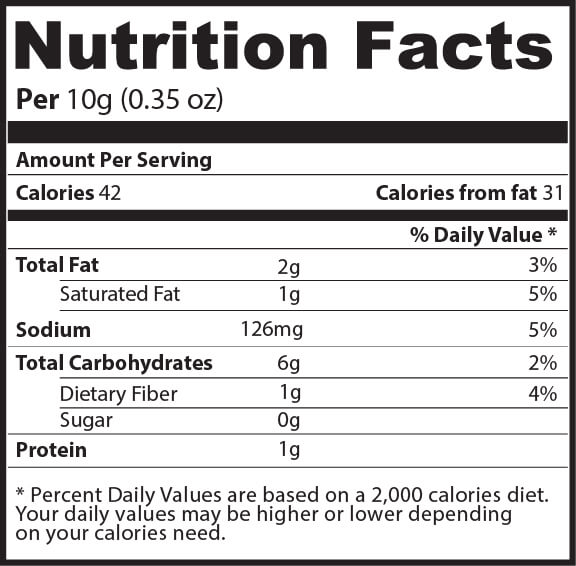 Nutrition Facts
Per 10g (0.35 oz)
Amount Per Serving
Calories 42 Calories from fat 31
% Daily Value *
Total Fat 2g 3%
Saturated Fat 1g 5%
Sodium 126mg 5%
Total Carbohydrates 6g 2%
Dietary Fiber 1g 4%
Sugar 0g
Protein 1g
* Percent Daily Values are based on a 2,000 calories diet.
Your daily values may be higher or lower depending
on your calories need.